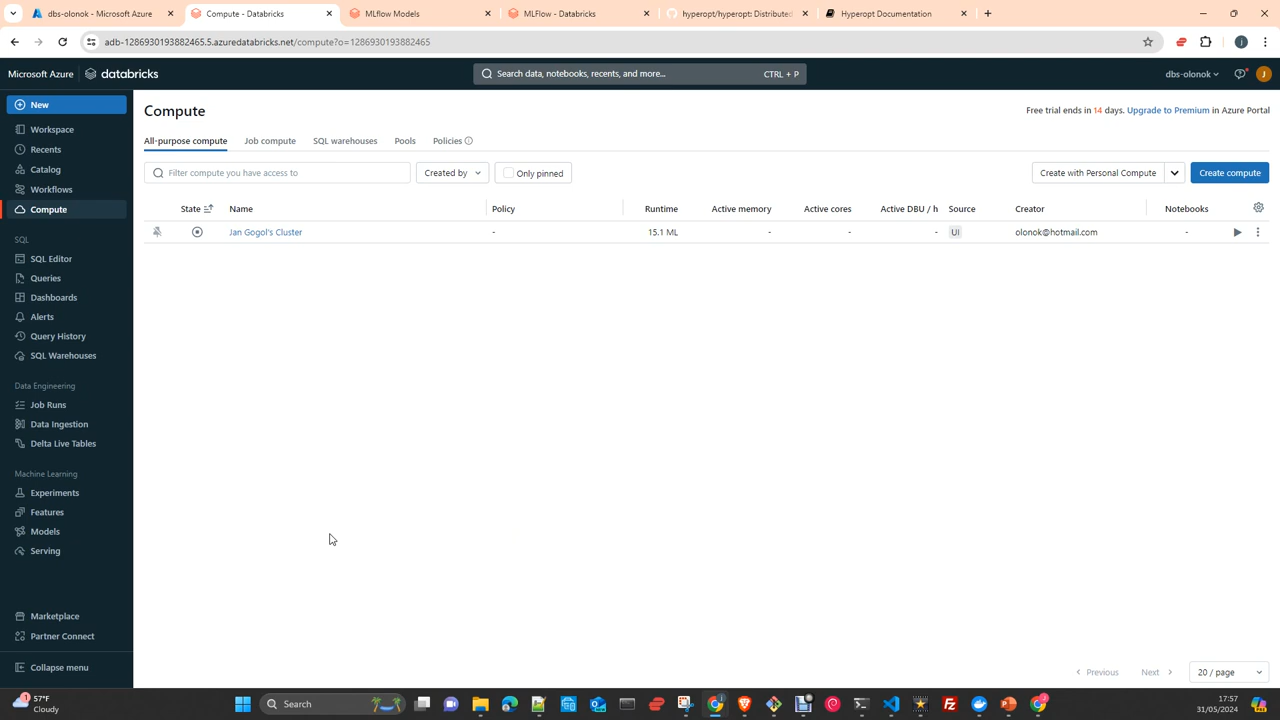 dbs-olonok - Microsoft Azure
Compute - Databricks
MLflow Models
MLFlow - Databricks
hyperopt/hyperopt: Distributed
Hyperopt Documentation
adb-1286930193882465.5.azuredatabricks.net/compute?o=1286930193882465
Microsoft Azure
databricks
Search data, notebooks, recents, and more...
CTRL + P
dbs-olonok
J
New
Workspace
Recents
Catalog
Workflows
Compute
SQL
SQL Editor
Queries
Dashboards
Alerts
Query History
SQL Warehouses
Data Engineering
Job Runs
Data Ingestion
Delta Live Tables
Machine Learning
Experiments
Features
Models
Serving
Marketplace
Partner Connect
Collapse menu
Compute
Free trial ends in 14 days. Upgrade to Premium in Azure Portal
All-purpose compute
Job compute
SQL warehouses
Pools
Policies
Filter compute you have access to
Created by
Only pinned
Create with Personal Compute
Create compute
State Name Policy Runtime Active memory Active cores Active DBU / h Source Creator Notebooks
Jan Gogol's Cluster - 15.1 ML - - - UI olonok@hotmail.com -
Previous
Next
20 / page
57°F
Cloudy
Search
17:57
31/05/2024